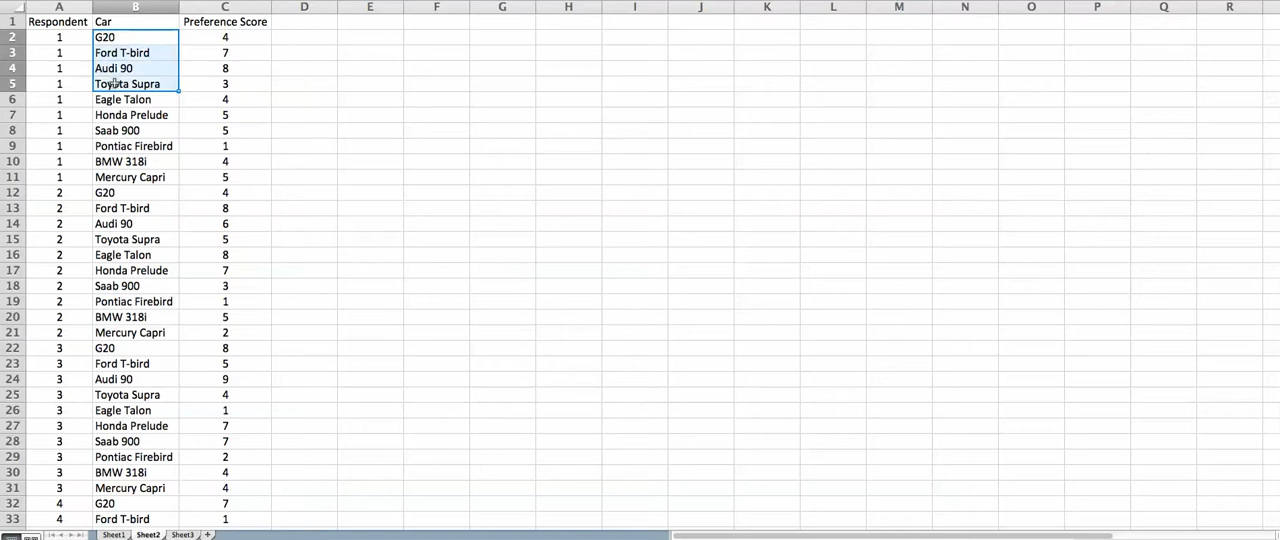 A B C D E F G H I J K L M N O P Q R
1 Respondent Car Preference Score
2 1 G20 4
3 1 Ford T-bird 7
4 1 Audi 90 8
5 1 Toyota Supra 3
6 1 Eagle Talon 4
7 1 Honda Prelude 5
8 1 Saab 900 5
9 1 Pontiac Firebird 1
10 1 BMW 318i 4
11 1 Mercury Capri 5
12 2 G20 4
13 2 Ford T-bird 8
14 2 Audi 90 6
15 2 Toyota Supra 5
16 2 Eagle Talon 8
17 2 Honda Prelude 7
18 2 Saab 900 3
19 2 Pontiac Firebird 1
20 2 BMW 318i 5
21 2 Mercury Capri 2
22 3 G20 8
23 3 Ford T-bird 5
24 3 Audi 90 9
25 3 Toyota Supra 4
26 3 Eagle Talon 1
27 3 Honda Prelude 7
28 3 Saab 900 7
29 3 Pontiac Firebird 2
30 3 BMW 318i 4
31 3 Mercury Capri 4
32 4 G20 7
33 4 Ford T-bird 1
Sheet1 Sheet2 Sheet3 +